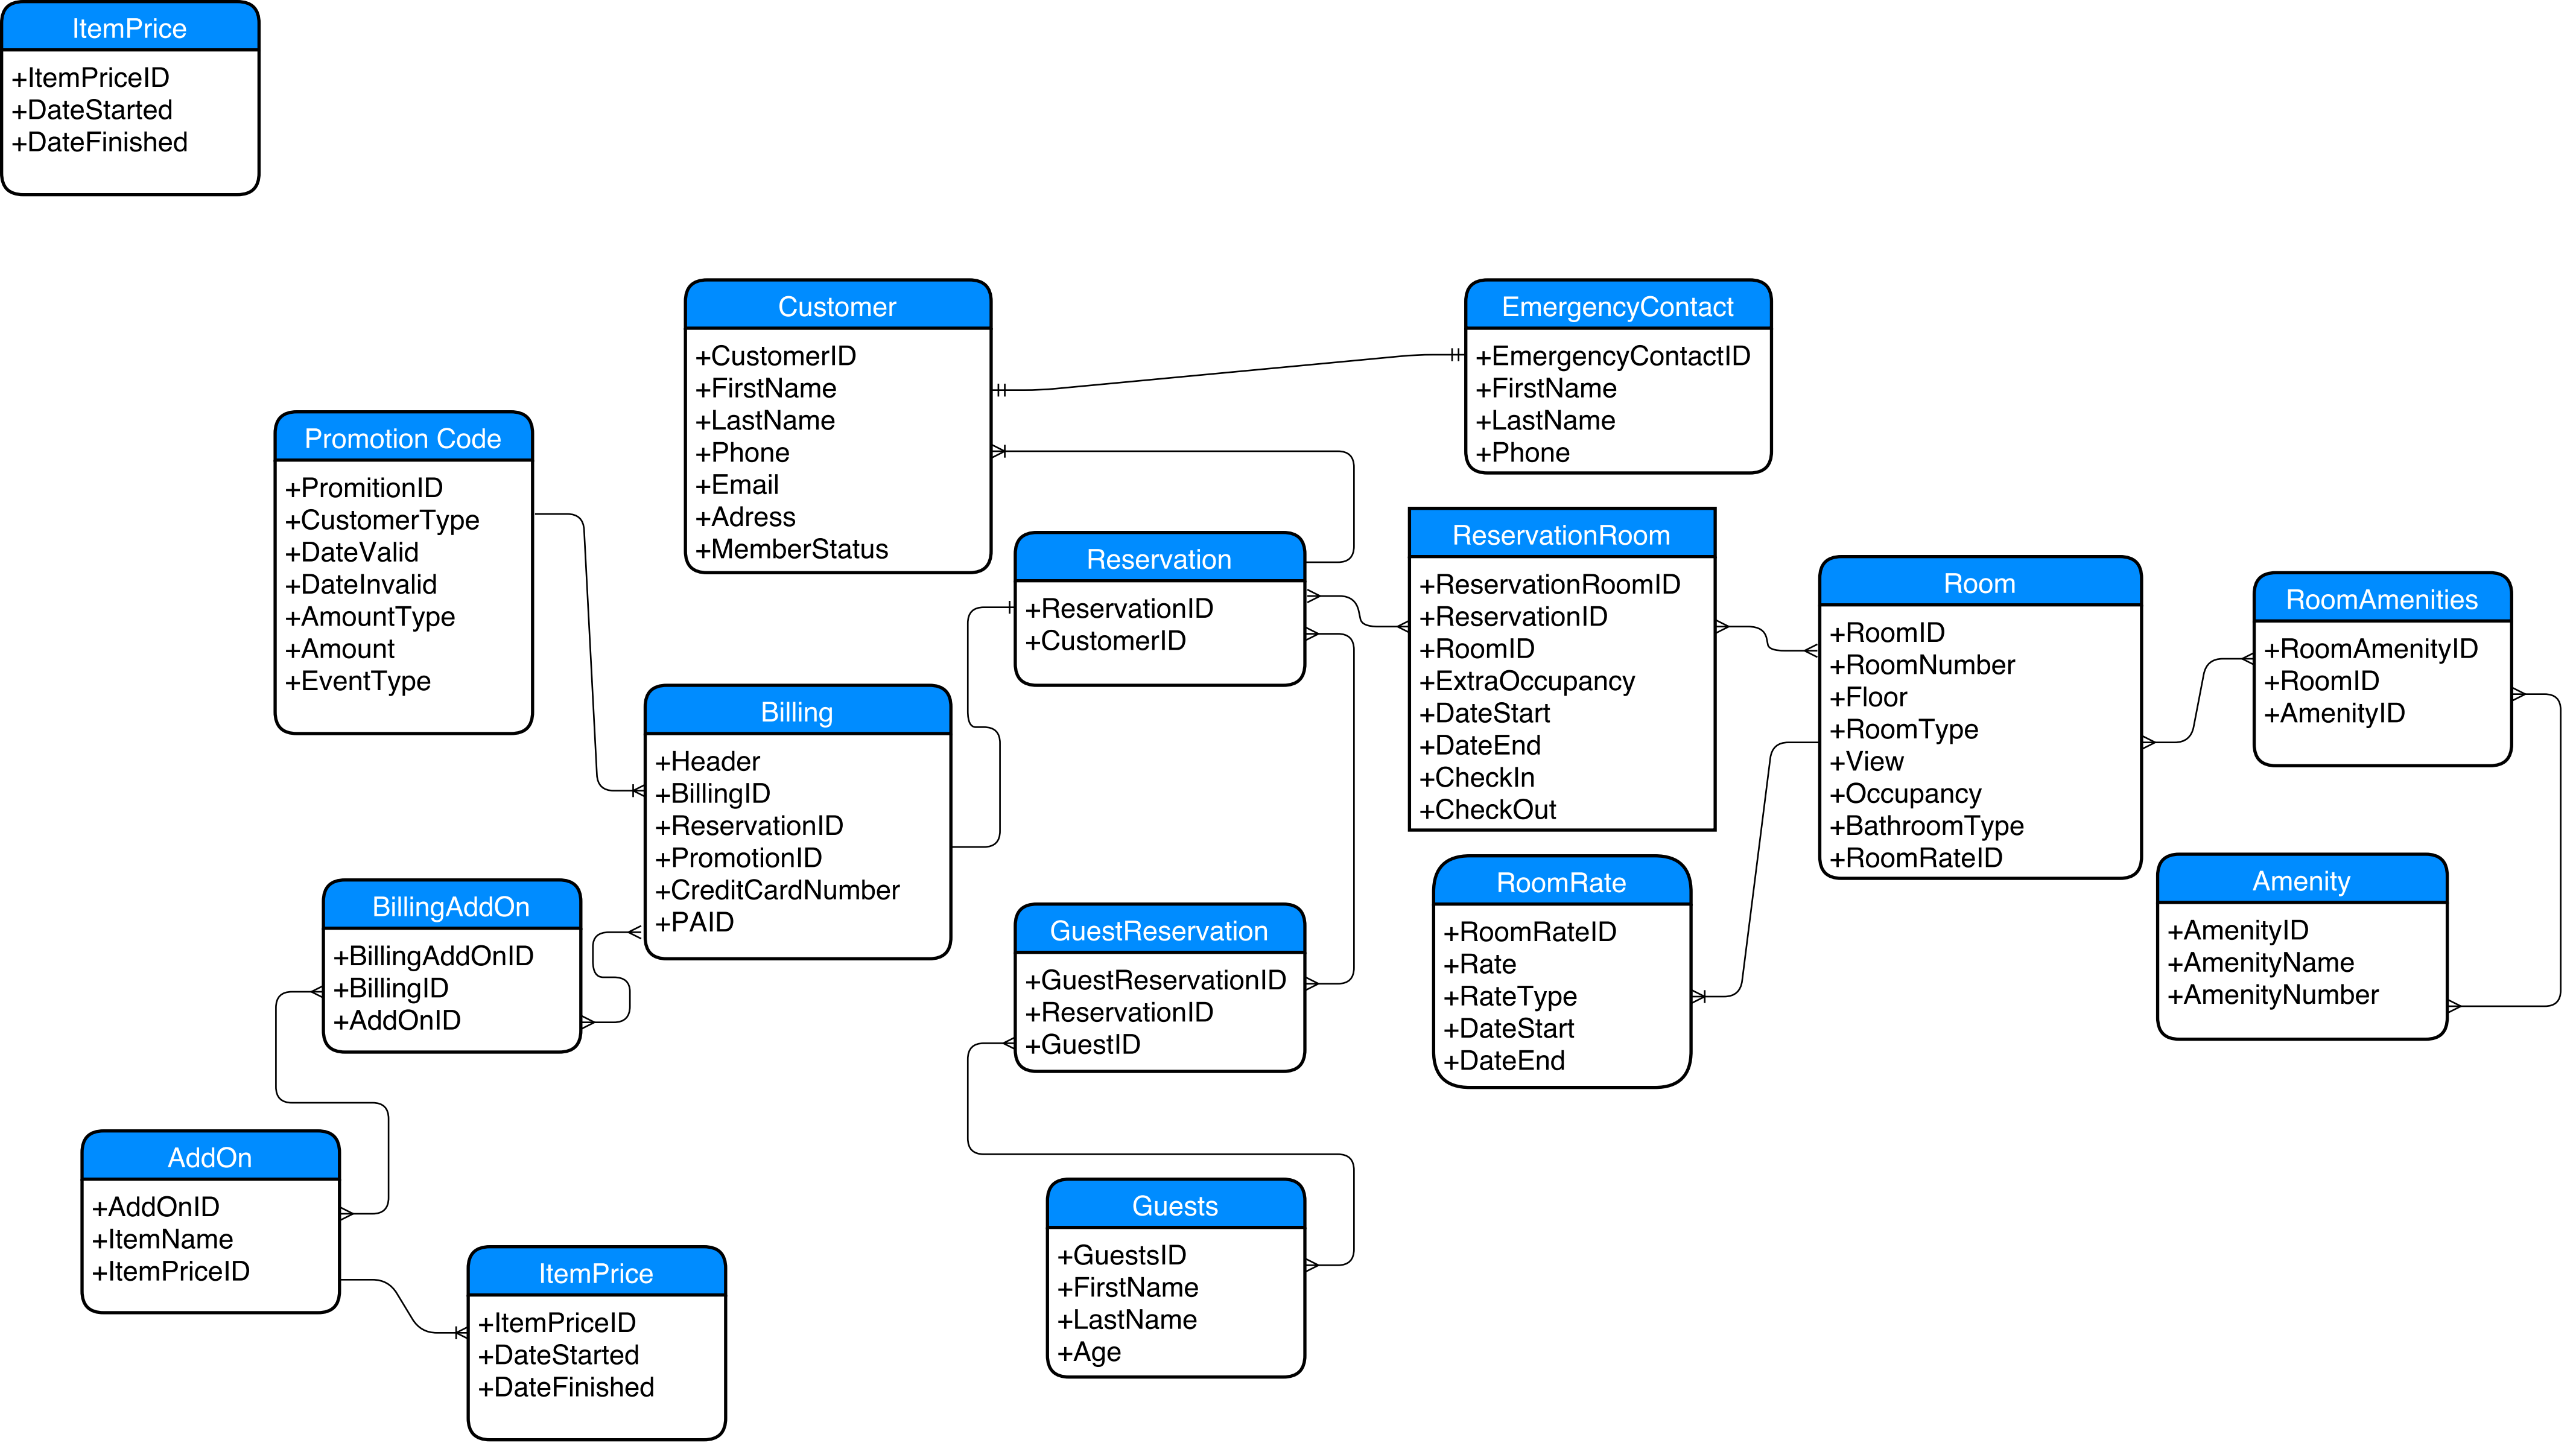 ItemPrice
+ItemPriceID
+DateStarted
+DateFinished
Customer
+CustomerID
+FirstName
+LastName
+Phone
+Email
+Adress
+MemberStatus
EmergencyContact
+EmergencyContactID
+FirstName
+LastName
+Phone
Promotion Code
+PromitionID
+CustomerType
+DateValid
+DateInvalid
+AmountType
+Amount
+EventType
Reservation
+ReservationID
+CustomerID
ReservationRoom
+ReservationRoomID
+ReservationID
+RoomID
+ExtraOccupancy
+DateStart
+DateEnd
+CheckIn
+CheckOut
Room
+RoomID
+RoomNumber
+Floor
+RoomType
+View
+Occupancy
+BathroomType
+RoomRateID
RoomAmenities
+RoomAmenityID
+RoomID
+AmenityID
Billing
+Header
+BillingID
+ReservationID
+PromotionID
+CreditCardNumber
+PAID
BillingAddOn
+BillingAddOnID
+BillingID
+AddOnID
GuestReservation
+GuestReservationID
+ReservationID
+GuestID
RoomRate
+RoomRateID
+Rate
+RateType
+DateStart
+DateEnd
Amenity
+AmenityID
+AmenityName
+AmenityNumber
AddOn
+AddOnID
+ItemName
+ItemPriceID
ItemPrice
+ItemPriceID
+DateStarted
+DateFinished
Guests
+GuestsID
+FirstName
+LastName
+Age